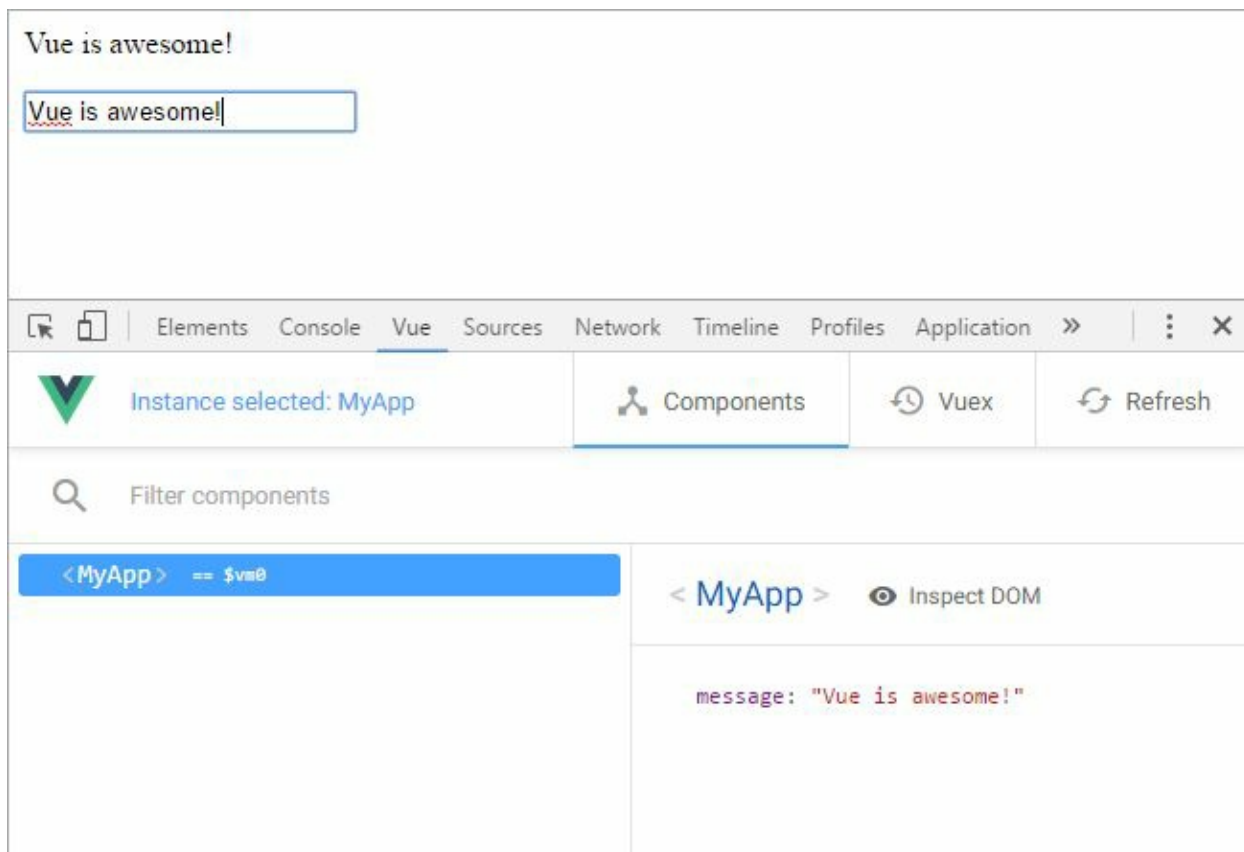 Vue is awesome!
Vue is awesome!
Elements Console Vue Sources Network Timeline Profiles Application »
Instance selected: MyApp Components Vuex Refresh
Filter components
<MyApp> == $vm0
< MyApp > Inspect DOM
message: "Vue is awesome!"